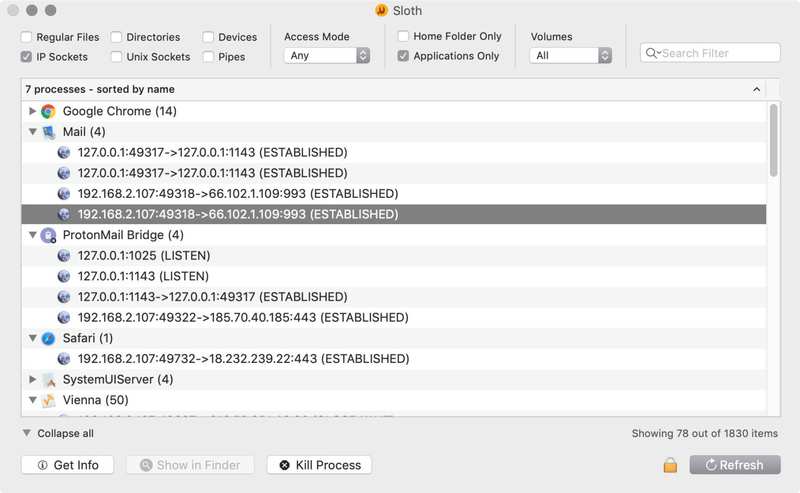 Sloth
Regular Files Directories Devices Access Mode Home Folder Only Volumes
IP Sockets Unix Sockets Pipes Any Applications Only All Search Filter
7 processes - sorted by name
Google Chrome (14)
Mail (4)
127.0.0.1:49317->127.0.0.1:1143 (ESTABLISHED)
127.0.0.1:49317->127.0.0.1:1143 (ESTABLISHED)
192.168.2.107:49318->66.102.1.109:993 (ESTABLISHED)
192.168.2.107:49318->66.102.1.109:993 (ESTABLISHED)
ProtonMail Bridge (4)
127.0.0.1:1025 (LISTEN)
127.0.0.1:1143 (LISTEN)
127.0.0.1:1143->127.0.0.1:49317 (ESTABLISHED)
192.168.2.107:49322->185.70.40.185:443 (ESTABLISHED)
Safari (1)
192.168.2.107:49732->18.232.239.22:443 (ESTABLISHED)
SystemUIServer (4)
Vienna (50)
Collapse all Showing 78 out of 1830 items
Get Info Show in Finder Kill Process Refresh